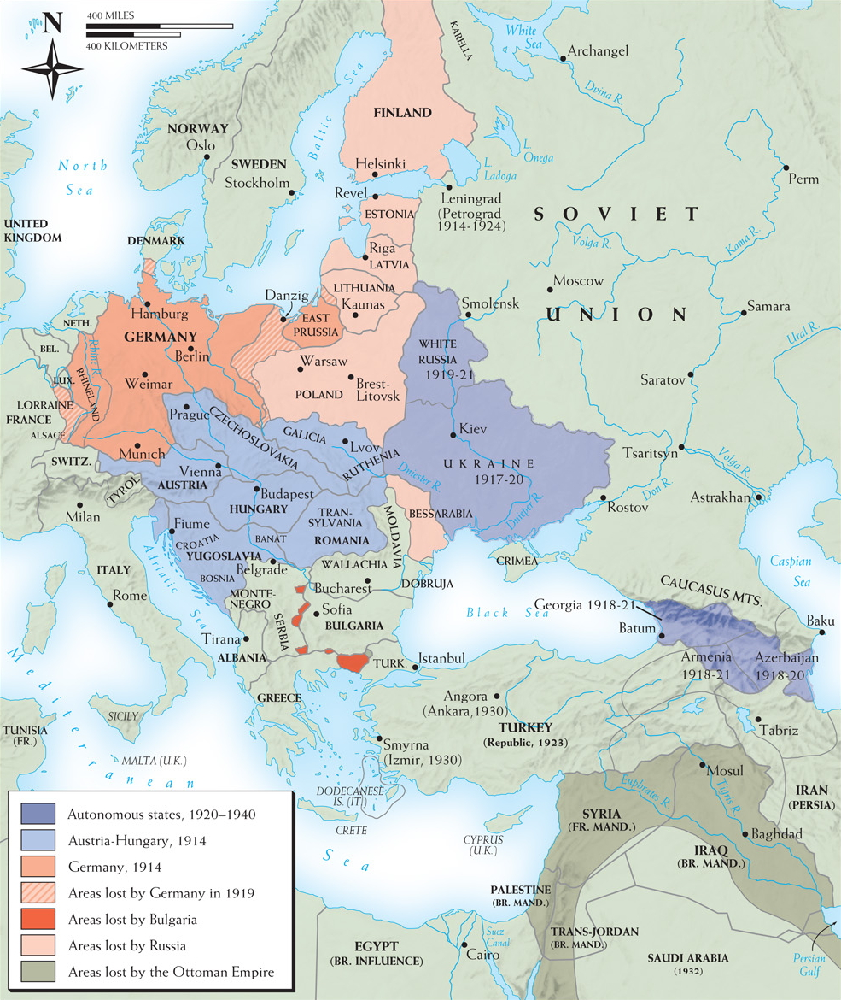 N
400 MILES
400 KILOMETERS
White
Sea
KARELLA
Archangel
Dvina R.
FINLAND
Baltic Sea
NORWAY
Oslo
SWEDEN
Stockholm
North
Sea
Helsinki
L.
Onega
L.
Ladoga
Perm
Revel
Leningrad
(Petrograd
1914-1924)
ESTONIA
SOVIET
UNION
UNITED
KINGDOM
DENMARK
Volga R.
Kama R.
Riga
LATVIA
Moscow
LITHUANIA
Kaunas
Danzig
Smolensk
Samara
Hamburg
EAST
PRUSSIA
NETH.
GERMANY
Berlin
Ural R.
BEL.
Rhine R.
WHITE
RUSSIA
1919-21
Warsaw
Weimar
Brest-
Litovsk
Saratov
LUX.
RHINELAND
POLAND
LORRAINE
FRANCE
ALSACE
Prague
CZECHOSLOVAKIA
GALICIA
Lvov
Kiev
Munich
RUTHENIA
UKRAINE
1917-20
Tsaritsyn
Volga R.
SWITZ.
Vienna
AUSTRIA
Dniester R.
Don R.
Astrakhan
TYROL
Budapest
HUNGARY
Rostov
Milan
TRAN-
SYLVANIA
MOLDAVIA
BESSARABIA
Dnieper R.
Fiume
CROATIA
BANAT
ROMANIA
YUGOSLAVIA
Belgrade
WALLACHIA
CRIMEA
Caspian
Sea
ITALY
Adriatic Sea
BOSNIA
Bucharest
DOBRUJA
CAUCASUS MTS.
Rome
MONTE-
NEGRO
SERBIA
Sofia
BULGARIA
Black Sea
Georgia 1918-21
Batum
Baku
Tirana
ALBANIA
TURK.
Istanbul
Armenia
1918-21
Azerbaijan
1918-20
GREECE
Angora
(Ankara,1930)
TURKEY
(Republic, 1923)
SICILY
TUNISIA
(FR.)
Tabriz
Smyrna
(Izmir, 1930)
MALTA (U.K.)
Mediterranean
Sea
Mosul
DODECANESE
IS. (IT)
Euphrates R.
Tigris R.
IRAN
(PERSIA)
SYRIA
(FR. MAND.)
CRETE
CYPRUS
(U.K.)
Baghdad
IRAQ
(BR. MAND.)
PALESTINE
(BR. MAND.)
TRANS-JORDAN
(BR. MAND.)
EGYPT
(BR. INFLUENCE)
Suez
Canal
Cairo
SAUDI ARABIA
(1932)
Persian
Gulf
Autonomous states, 1920–1940
Austria-Hungary, 1914
Germany, 1914
Areas lost by Germany in 1919
Areas lost by Bulgaria
Areas lost by Russia
Areas lost by the Ottoman Empire